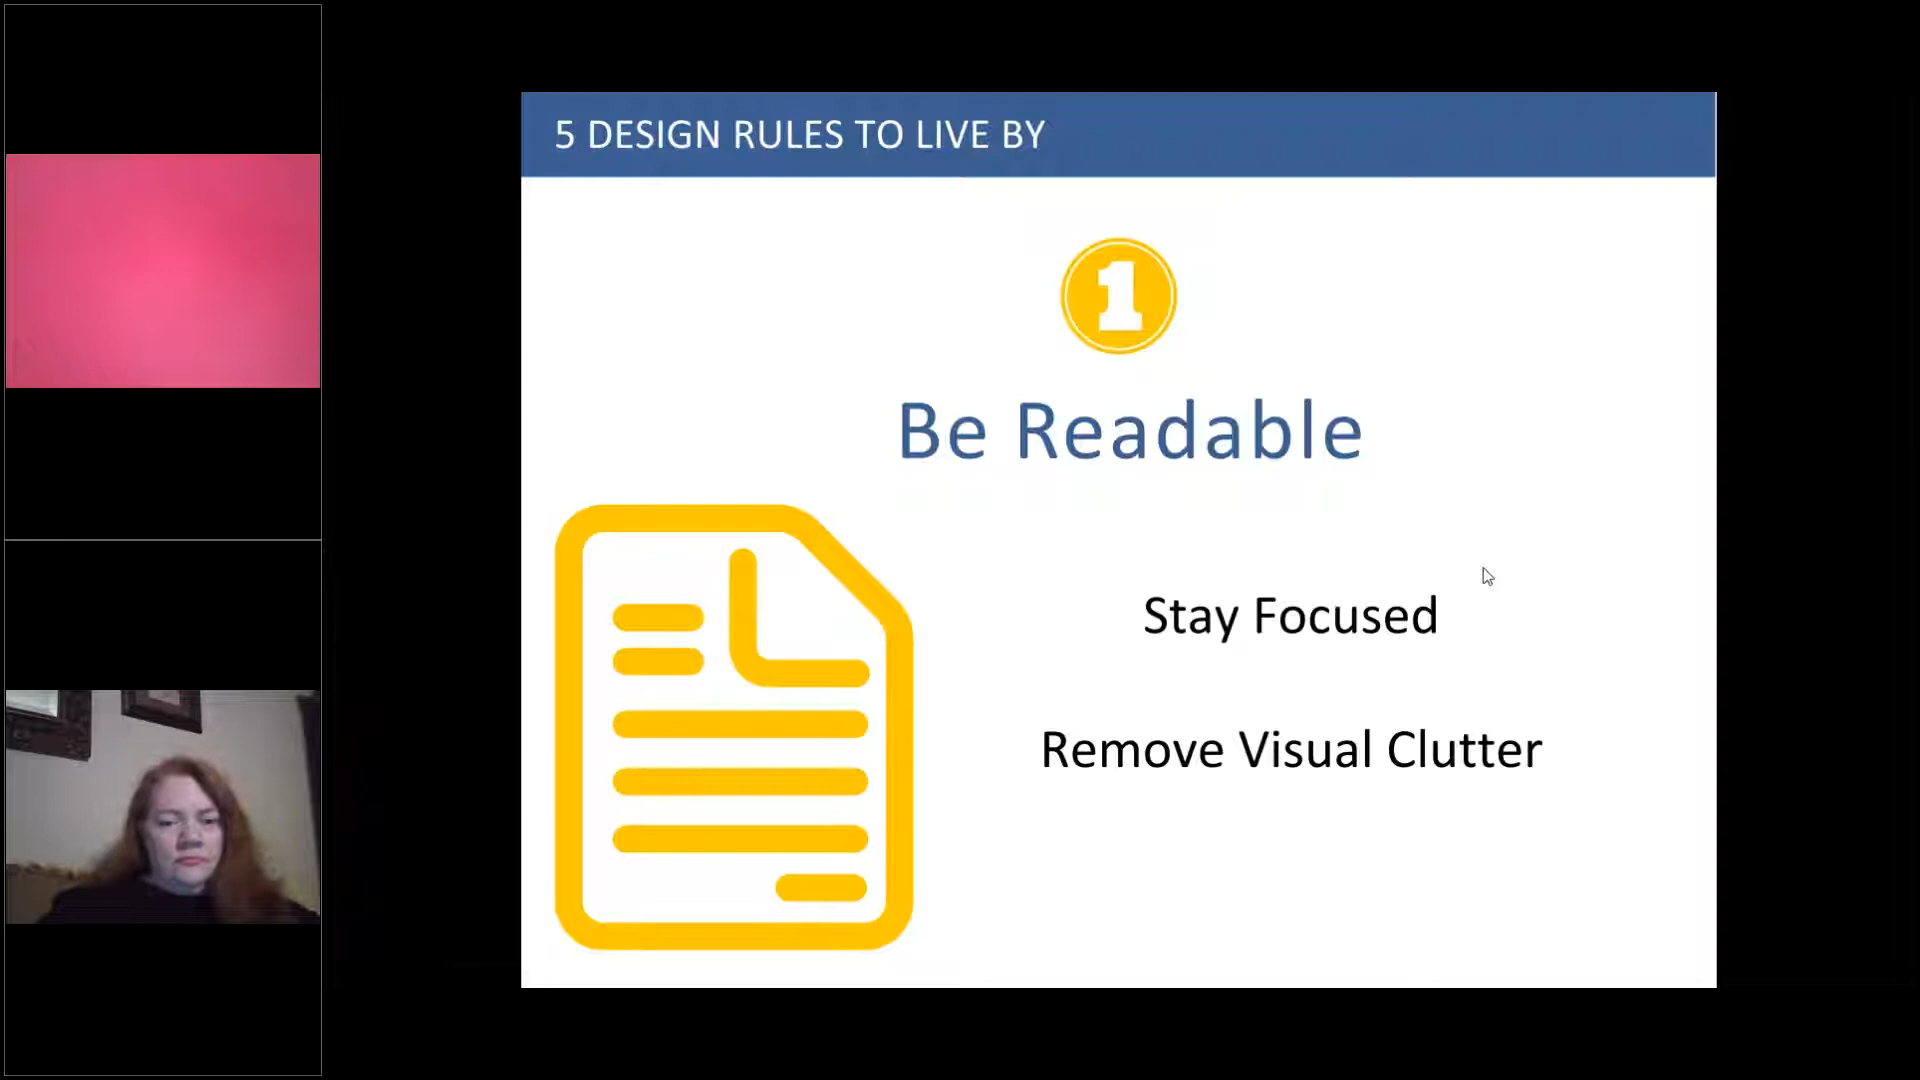 5 DESIGN RULES TO LIVE BY
1
Be Readable
Stay Focused
Remove Visual Clutter